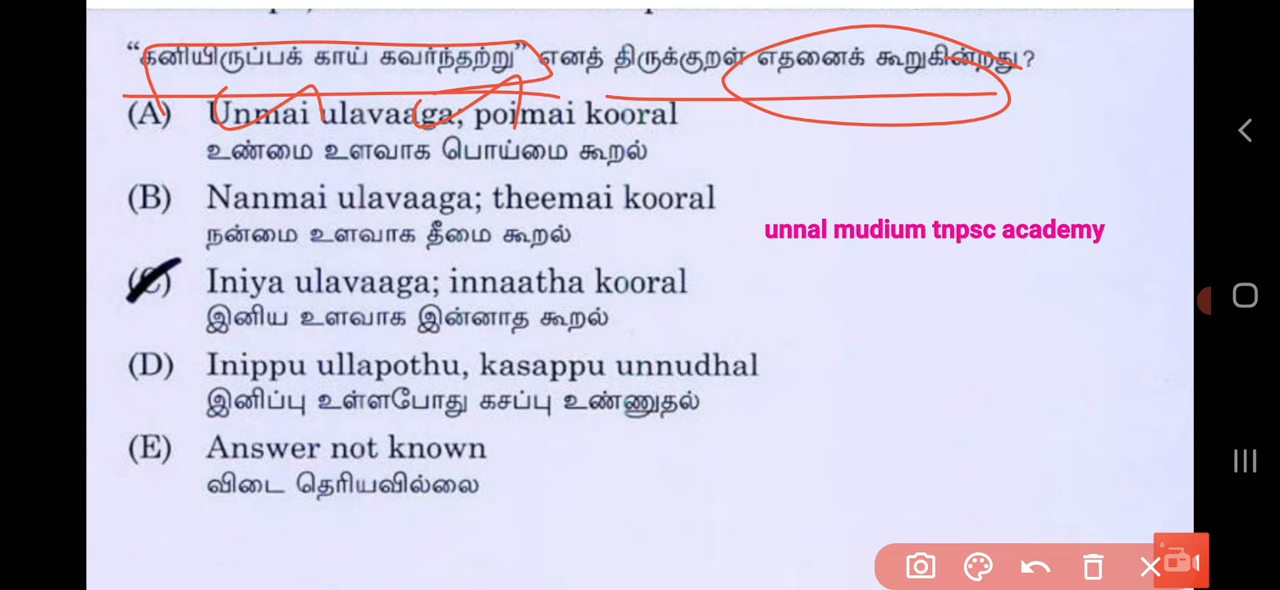 “கனியிருப்பக் காய் கவர்ந்தற்று” எனத் திருக்குறள் எதனைக் கூறுகின்றது?
(A) Unmai ulavaaga; poimai kooral
உண்மை உளவாக பொய்மை கூறல்
(B) Nanmai ulavaaga; theemai kooral
நன்மை உளவாக தீமை கூறல்
unnal mudium tnpsc academy
(C) Iniya ulavaaga; innaatha kooral
இனிய உளவாக இன்னாத கூறல்
(D) Inippu ullapothu, kasappu unnudhal
இனிப்பு உள்ளபோது கசப்பு உண்ணுதல்
(E) Answer not known
விடை தெரியவில்லை